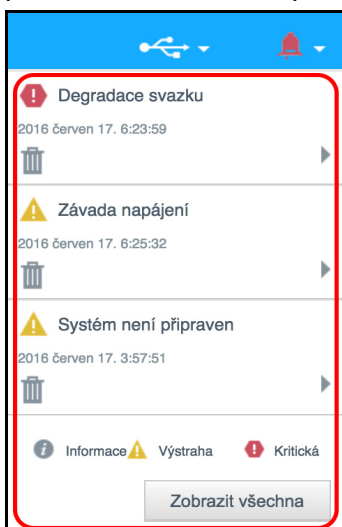 Degradace svazku
2016 červen 17. 6:23:59
Závada napájení
2016 červen 17. 6:25:32
Systém není připraven
2016 červen 17. 3:57:51
Informace Výstraha Kritická
Zobrazit všechna